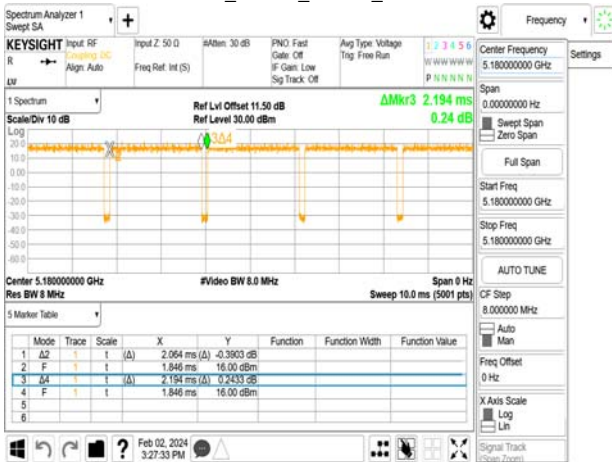 Spectrum Analyzer 1
Swept SA
Frequency
KEYSIGHT
R
Input: RF
Coupling: DC
Align: Auto
Input Z: 50 Ω
Freq Ref: Int (S)
#Atten: 30 dB
PNO: Fast
Gate: Off
IF Gain: Low
Sig Track: Off
Avg Type: Voltage
Trig: Free Run
1 2 3 4 5 6
W W W W W W
P N N N N N
1 Spectrum
Scale/Div 10 dB
Ref Lvl Offset 11.50 dB
Ref Level 30.00 dBm
ΔMkr3 2.194 ms
0.24 dB
Log
20.0
10.0
0.00
-10.0
-20.0
-30.0
-40.0
-50.0
-60.0
3Δ4
Center 5.180000000 GHz
Res BW 8 MHz
#Video BW 8.0 MHz
Span 0 Hz
Sweep 10.0 ms (5001 pts)
5 Marker Table
Mode Trace Scale X Y Function Function Width Function Value
1 Δ2 1 t (Δ) 2.064 ms (Δ) -0.3903 dB
2 F 1 t 1.846 ms 16.00 dBm
3 Δ4 1 t (Δ) 2.194 ms (Δ) 0.2433 dB
4 F 1 t 1.846 ms 16.00 dBm
5
6
Feb 02, 2024
3:27:33 PM
Center Frequency
5.180000000 GHz
Settings
Span
0.00000000 Hz
Swept Span
Zero Span
Full Span
Start Freq
5.180000000 GHz
Stop Freq
5.180000000 GHz
AUTO TUNE
CF Step
8.000000 MHz
Auto
Man
Freq Offset
0 Hz
X Axis Scale
Log
Lin
Signal Track
(Span Zoom)